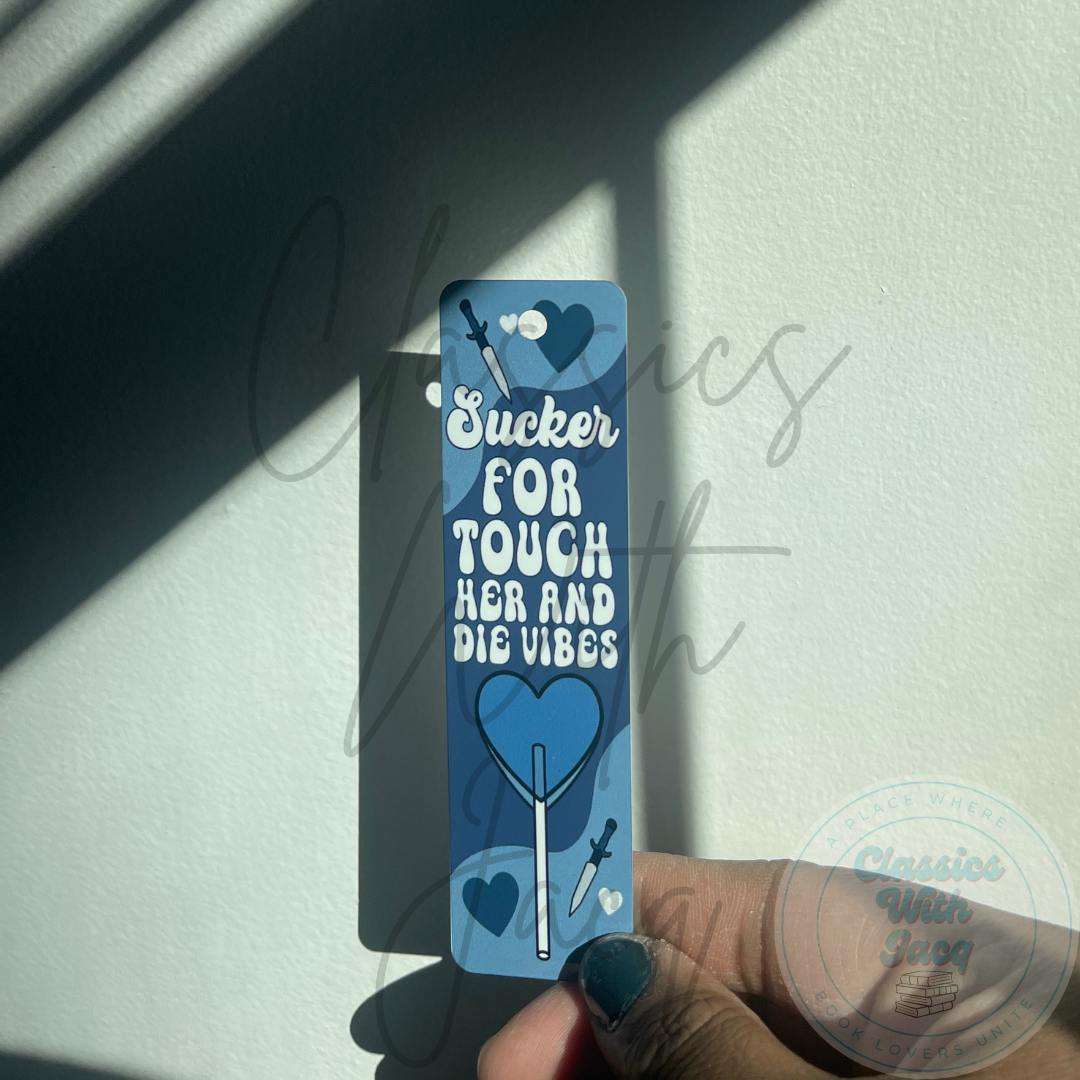 Sucker
FOR
TOUCH
HER AND
DIE VIBES
Classics
With
Jacq
A PLACE WHERE
Classics
With
Jacq
BOOK LOVERS UNITE